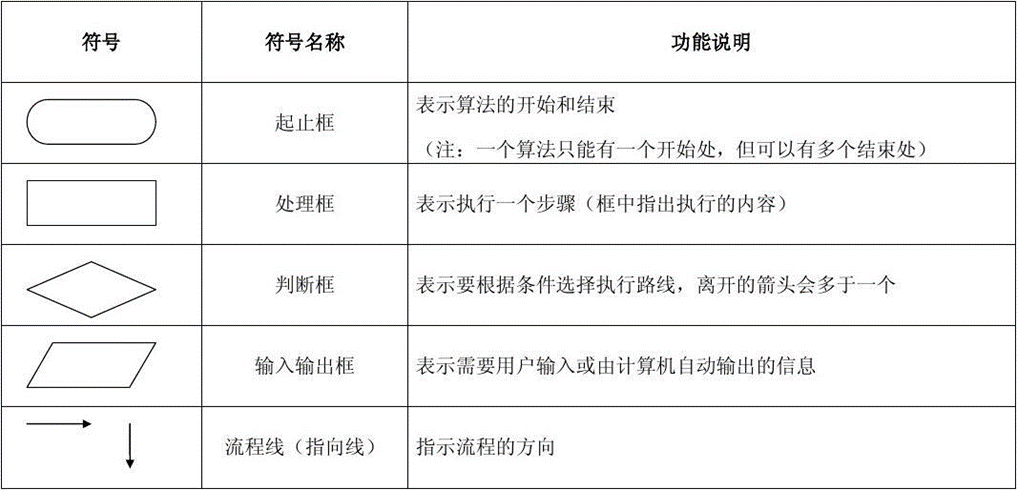 符号 符号名称 功能说明
起止框 表示算法的开始和结束
（注：一个算法只能有一个开始处，但可以有多个结束处）
处理框 表示执行一个步骤（框中指出执行的内容）
判断框 表示要根据条件选择执行路线，离开的箭头会多于一个
输入输出框 表示需要用户输入或由计算机自动输出的信息
流程线（指向线） 指示流程的方向